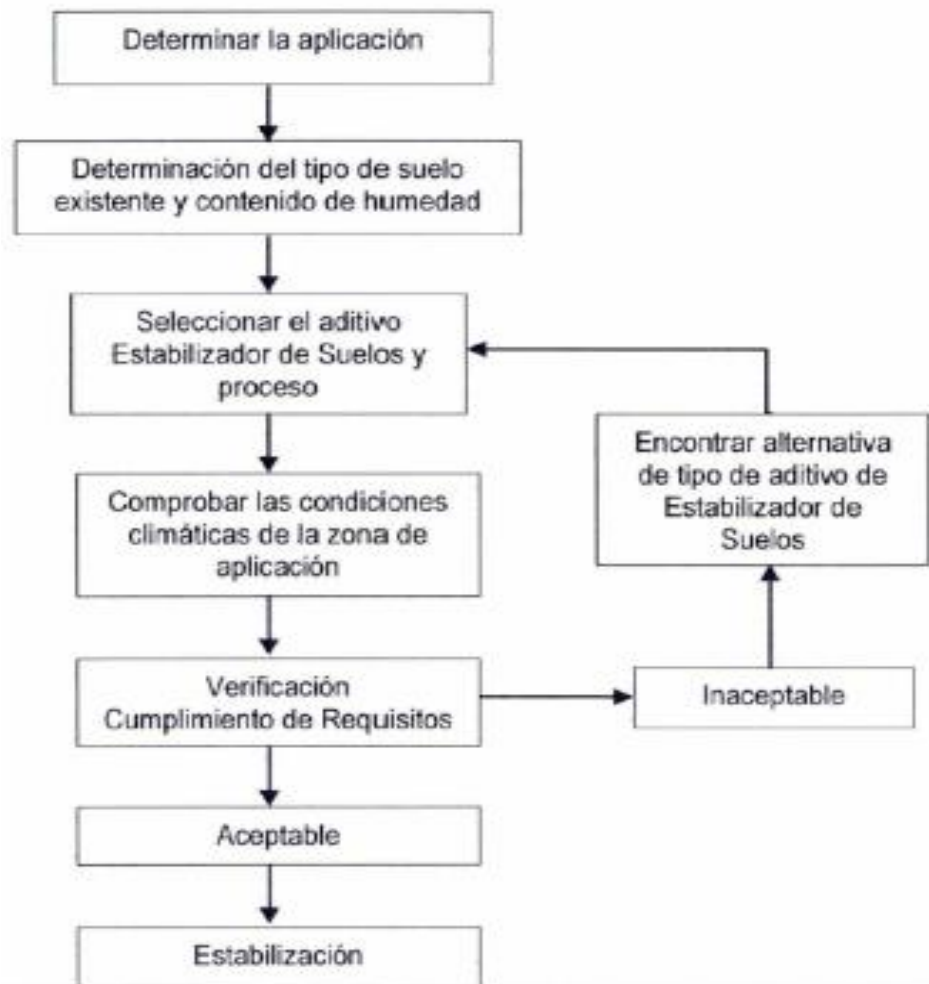 Determinar la aplicación
Determinación del tipo de suelo
existente y contenido de humedad
Seleccionar el aditivo
Estabilizador de Suelos y
proceso
Comprobar las condiciones
climáticas de la zona de
aplicación
Verificación
Cumplimiento de Requisitos
Aceptable
Estabilización
Inaceptable
Encontrar alternativa
de tipo de aditivo de
Estabilizador de
Suelos